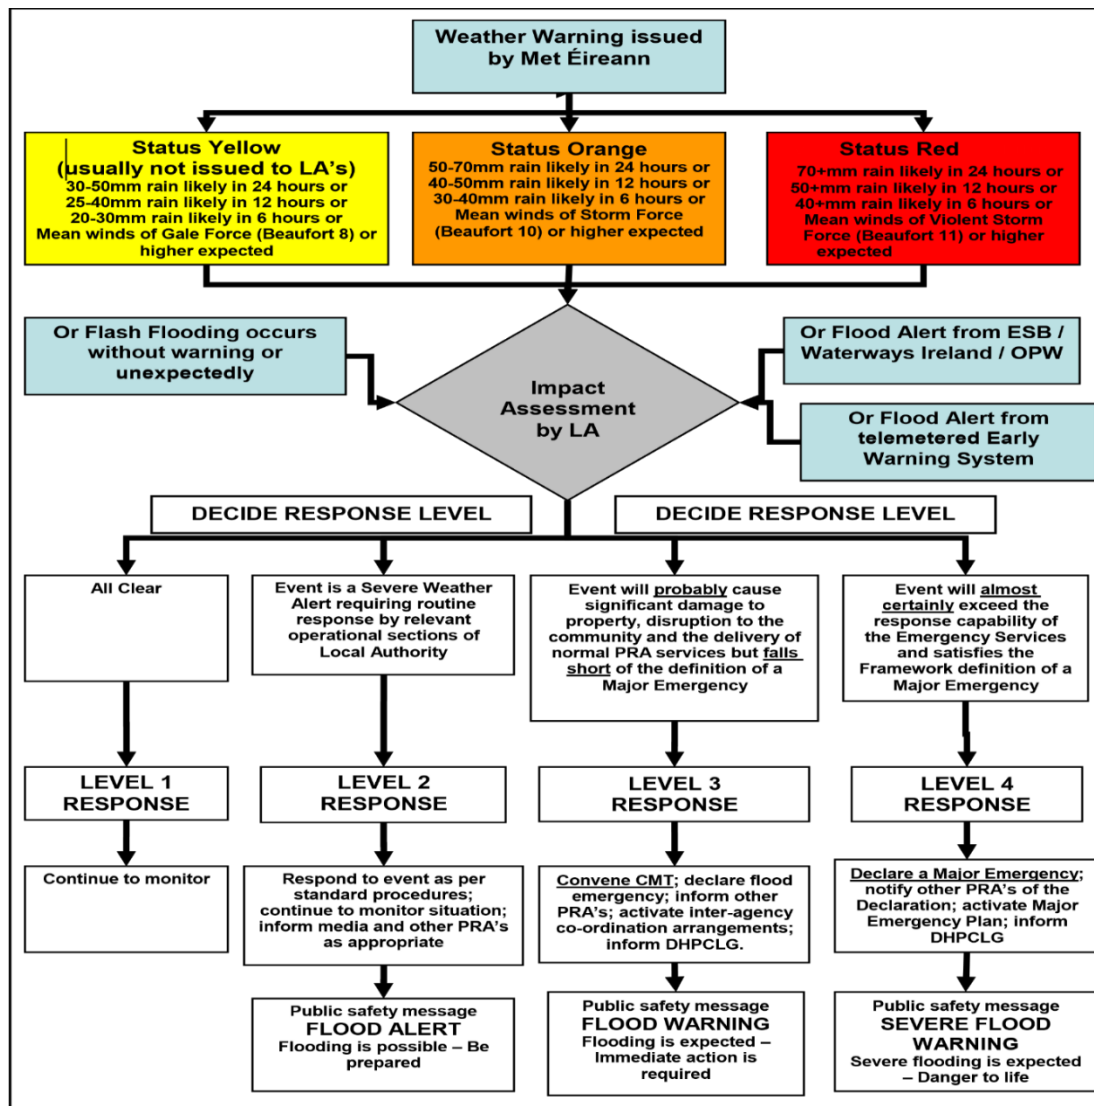 Weather Warning issued
by Met Éireann
Status Yellow
(usually not issued to LA's)
30-50mm rain likely in 24 hours or
25-40mm rain likely in 12 hours or
20-30mm rain likely in 6 hours or
Mean winds of Gale Force (Beaufort 8) or
higher expected
Status Orange
50-70mm rain likely in 24 hours or
40-50mm rain likely in 12 hours or
30-40mm rain likely in 6 hours or
Mean winds of Storm Force
(Beaufort 10) or higher expected
Status Red
70+mm rain likely in 24 hours or
50+mm rain likely in 12 hours or
40+mm rain likely in 6 hours or
Mean winds of Violent Storm
Force (Beaufort 11) or higher
expected
Or Flash Flooding occurs
without warning or
unexpectedly
Or Flood Alert from ESB /
Waterways Ireland / OPW
Impact
Assessment
by LA
Or Flood Alert from
telemetered Early
Warning System
DECIDE RESPONSE LEVEL
DECIDE RESPONSE LEVEL
All Clear
Event is a Severe Weather
Alert requiring routine
response by relevant
operational sections of
Local Authority
Event will probably cause
significant damage to
property, disruption to the
community and the delivery of
normal PRA services but falls
short of the definition of a
Major Emergency
Event will almost
certainly exceed the
response capability of
the Emergency Services
and satisfies the
Framework definition of a
Major Emergency
LEVEL 1
RESPONSE
LEVEL 2
RESPONSE
LEVEL 3
RESPONSE
LEVEL 4
RESPONSE
Continue to monitor
Respond to event as per
standard procedures;
continue to monitor situation;
inform media and other PRA's
as appropriate
Convene CMT; declare flood
emergency; inform other
PRA's; activate inter-agency
co-ordination arrangements;
inform DHPCLG.
Declare a Major Emergency;
notify other PRA's of the
Declaration; activate Major
Emergency Plan; inform
DHPCLG
Public safety message
FLOOD ALERT
Flooding is possible – Be
prepared
Public safety message
FLOOD WARNING
Flooding is expected –
Immediate action is
required
Public safety message
SEVERE FLOOD
WARNING
Severe flooding is expected
– Danger to life